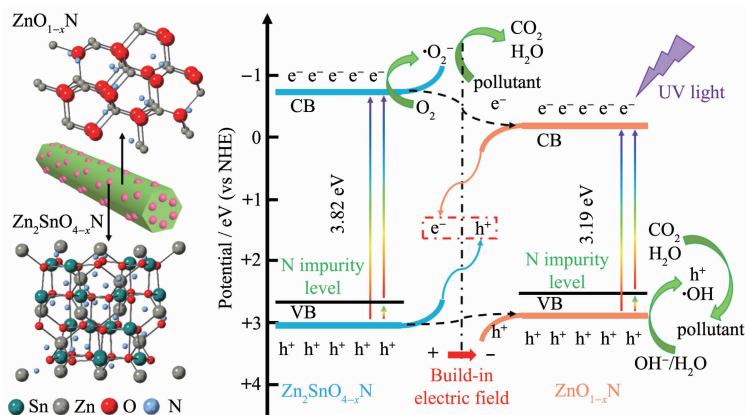 ZnO₁₋ₓN
Zn₂SnO₄₋ₓN
Sn Zn O N
Potential / eV (vs NHE)
−1
0
+1
+2
+3
+4
e⁻ e⁻ e⁻ e⁻ e⁻
CB
3.82 eV
N impurity
level
VB
h⁺ h⁺ h⁺ h⁺ h⁺
Zn₂SnO₄₋ₓN
·O₂⁻
O₂
CO₂
H₂O
pollutant
e⁻
e⁻ h⁺
h⁺
+ −
Build-in
electric field
UV light
e⁻ e⁻ e⁻ e⁻ e⁻
CB
3.19 eV
N impurity
level
VB
h⁺ h⁺ h⁺ h⁺ h⁺
ZnO₁₋ₓN
CO₂
H₂O
h⁺
·OH
pollutant
OH⁻/H₂O